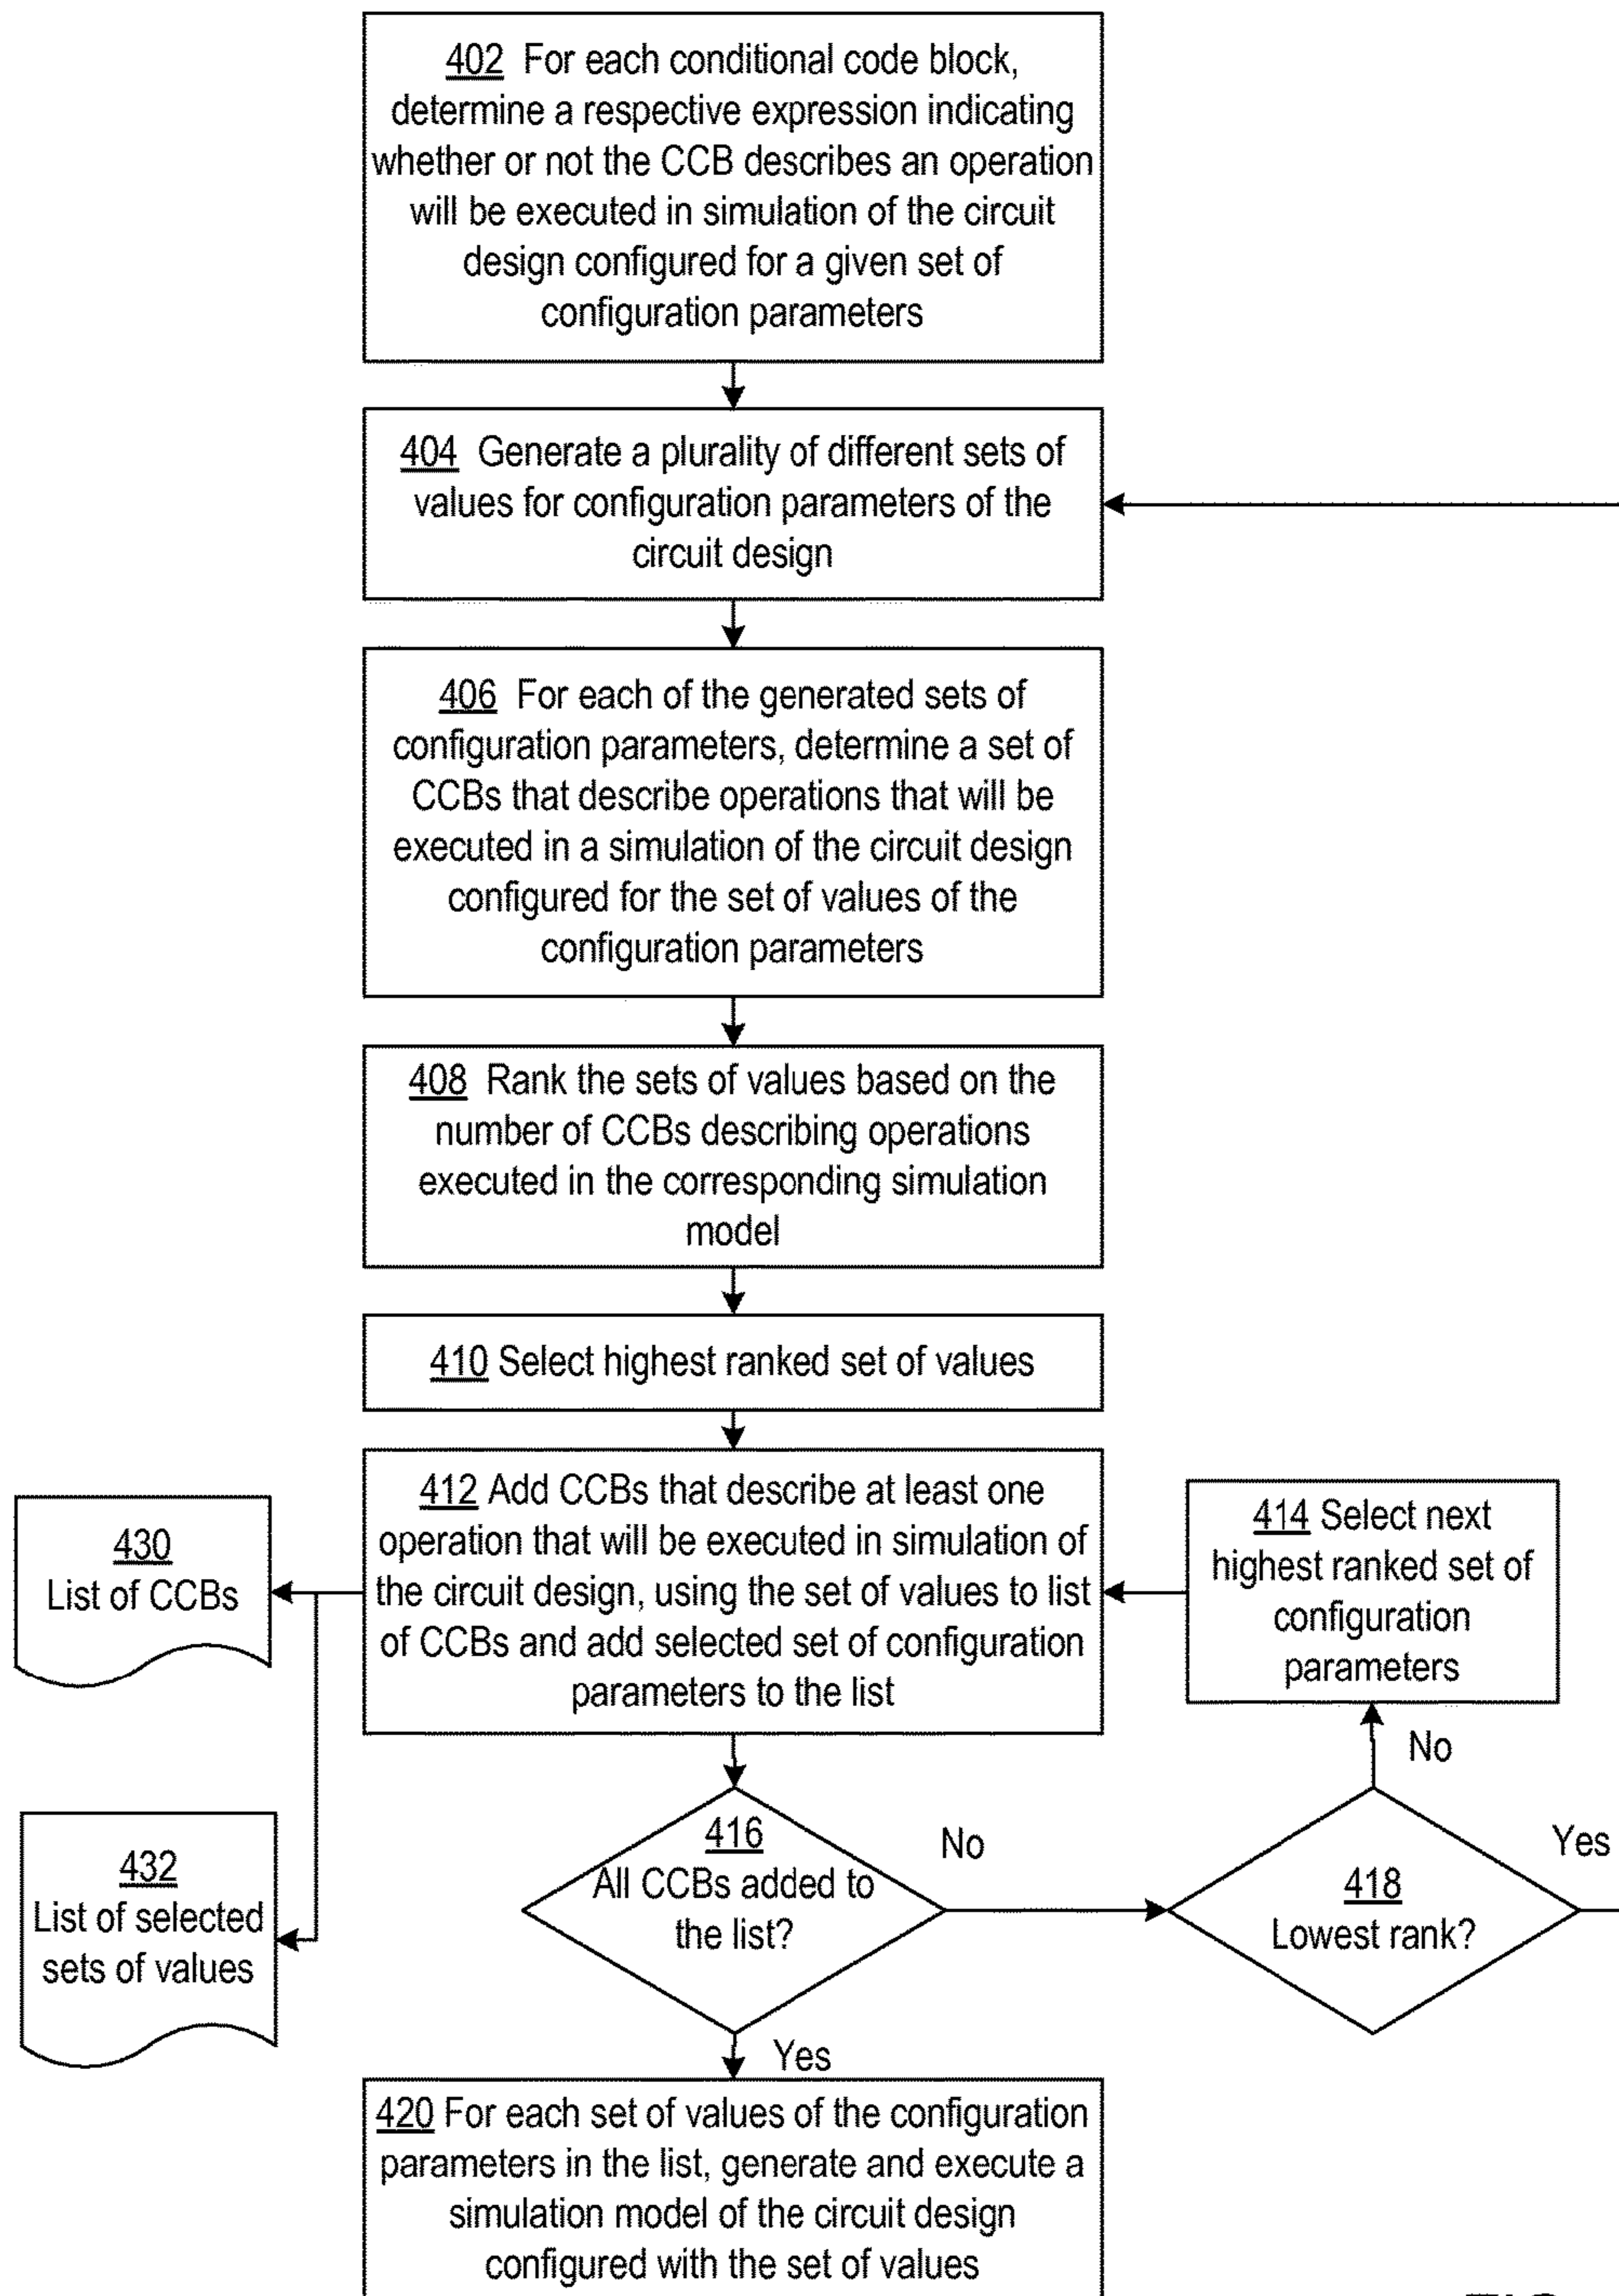 402 For each conditional code block,
determine a respective expression indicating
whether or not the CCB describes an operation
will be executed in simulation of the circuit
design configured for a given set of
configuration parameters
404 Generate a plurality of different sets of
values for configuration parameters of the
circuit design
406 For each of the generated sets of
configuration parameters, determine a set of
CCBs that describe operations that will be
executed in a simulation of the circuit design
configured for the set of values of the
configuration parameters
408 Rank the sets of values based on the
number of CCBs describing operations
executed in the corresponding simulation
model
410 Select highest ranked set of values
412 Add CCBs that describe at least one
operation that will be executed in simulation of
the circuit design, using the set of values to list
of CCBs and add selected set of configuration
parameters to the list
414 Select next
highest ranked set of
configuration
parameters
430
List of CCBs
No
432
List of selected
sets of values
416
All CCBs added to
the list?
No
418
Lowest rank?
Yes
Yes
420 For each set of values of the configuration
parameters in the list, generate and execute a
simulation model of the circuit design
configured with the set of values